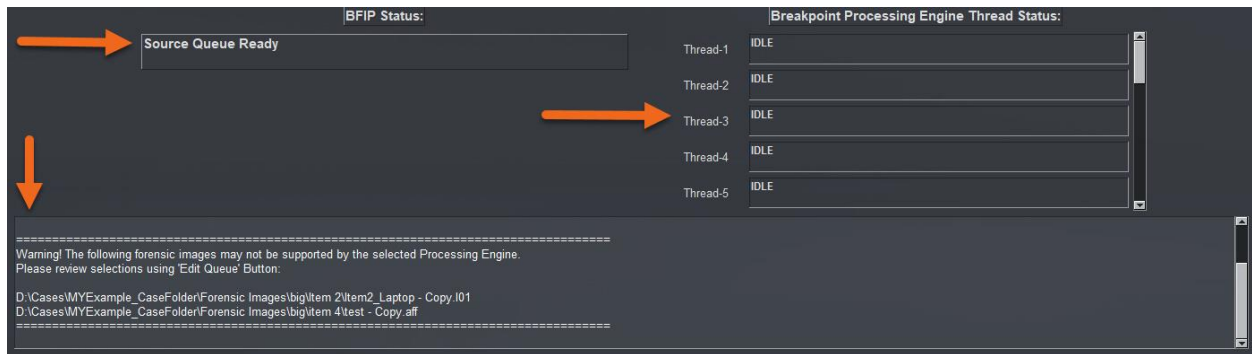 BFIP Status:
Source Queue Ready
Breakpoint Processing Engine Thread Status:
Thread-1 IDLE
Thread-2 IDLE
Thread-3 IDLE
Thread-4 IDLE
Thread-5 IDLE
==================================================================================
Warning! The following forensic images may not be supported by the selected Processing Engine.
Please review selections using 'Edit Queue' Button:
D:\Cases\MYExample_CaseFolder\Forensic Images\big\Item 2\Item2_Laptop - Copy.l01
D:\Cases\MYExample_CaseFolder\Forensic Images\big\item 4\test - Copy.aff
==================================================================================